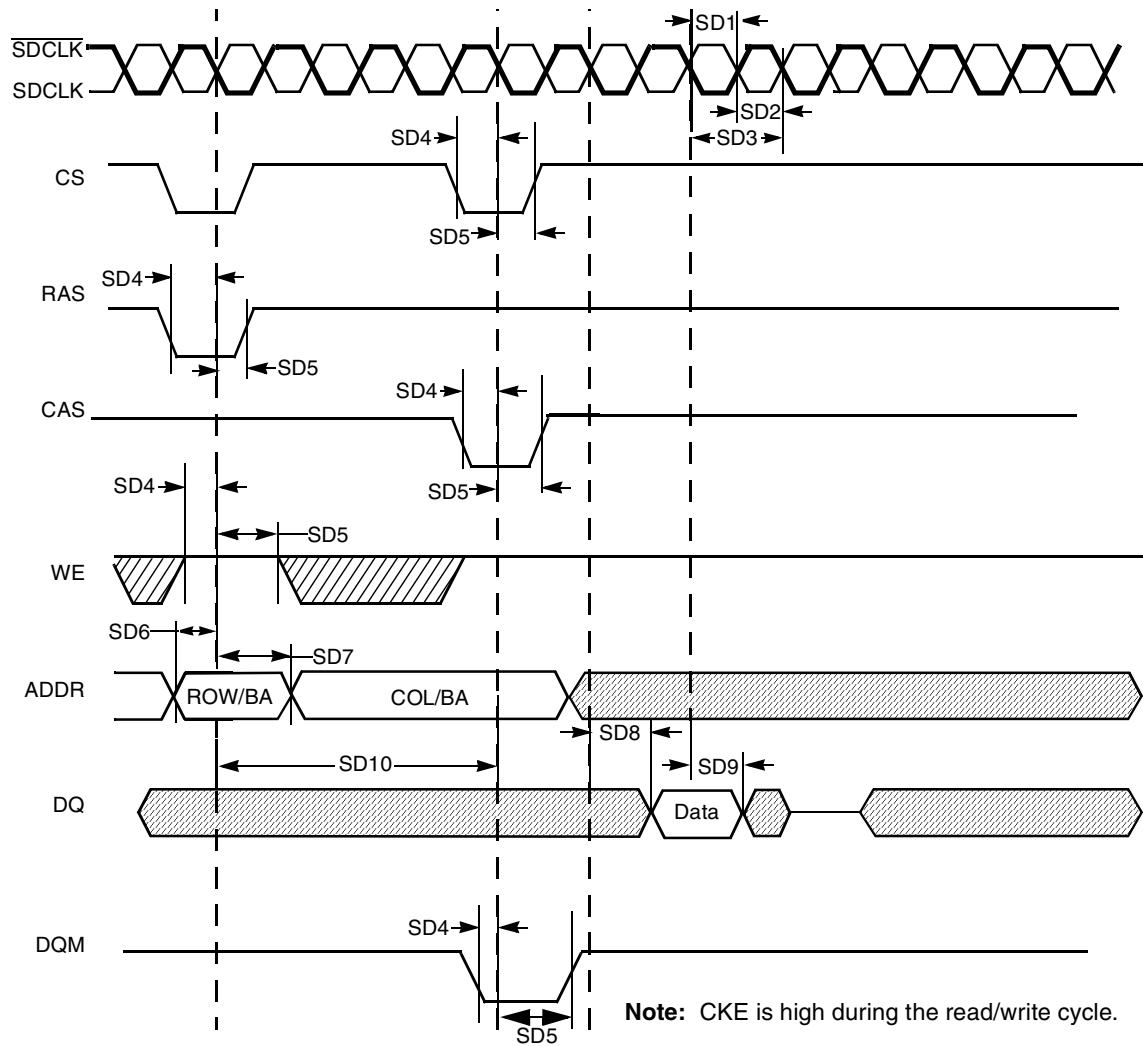 SD1
SDCLK
SDCLK
SD2
SD4
SD3
CS
SD5
SD4
RAS
SD5
SD4
CAS
SD4
SD5
SD5
WE
SD6
SD7
ADDR
ROW/BA
COL/BA
SD8
SD10
SD9
DQ
Data
SD4
DQM
Note: CKE is high during the read/write cycle.
SD5